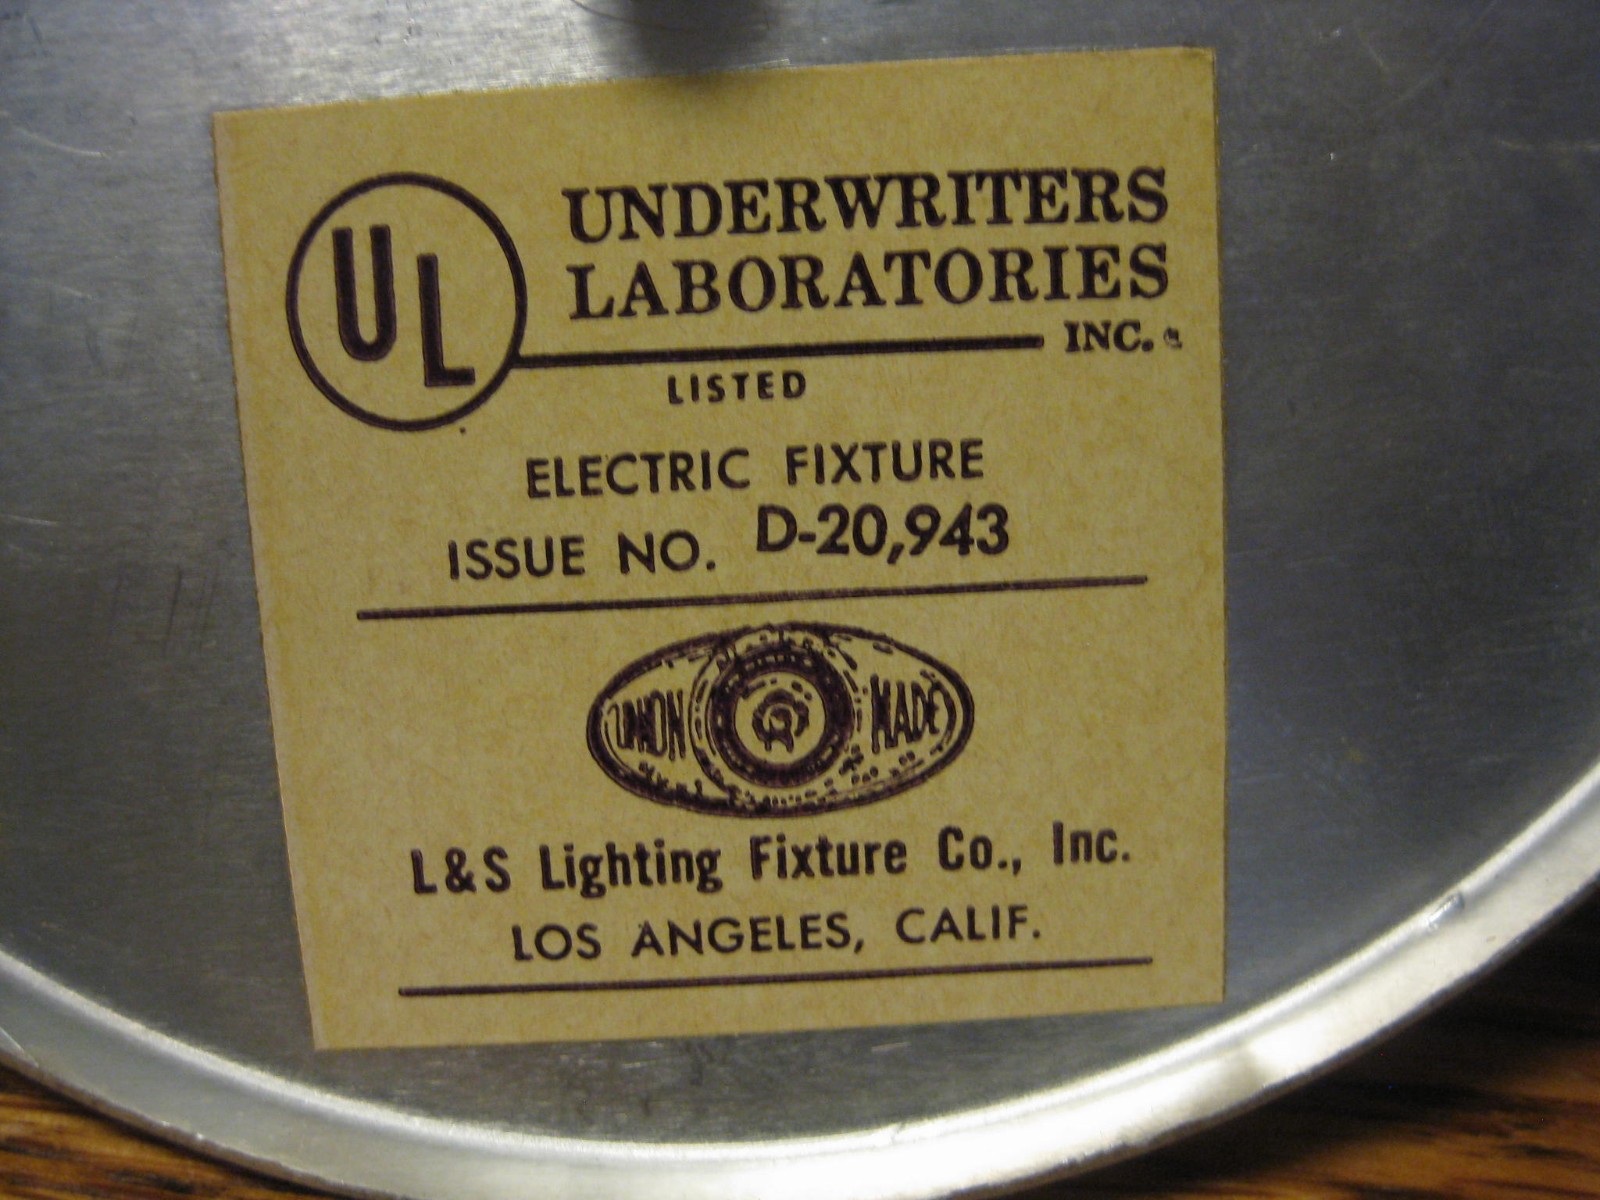 UL
UNDERWRITERS
LABORATORIES
INC.
LISTED
ELECTRIC FIXTURE
ISSUE NO. D-20,943
UNION MADE
L&S Lighting Fixture Co., Inc.
LOS ANGELES, CALIF.